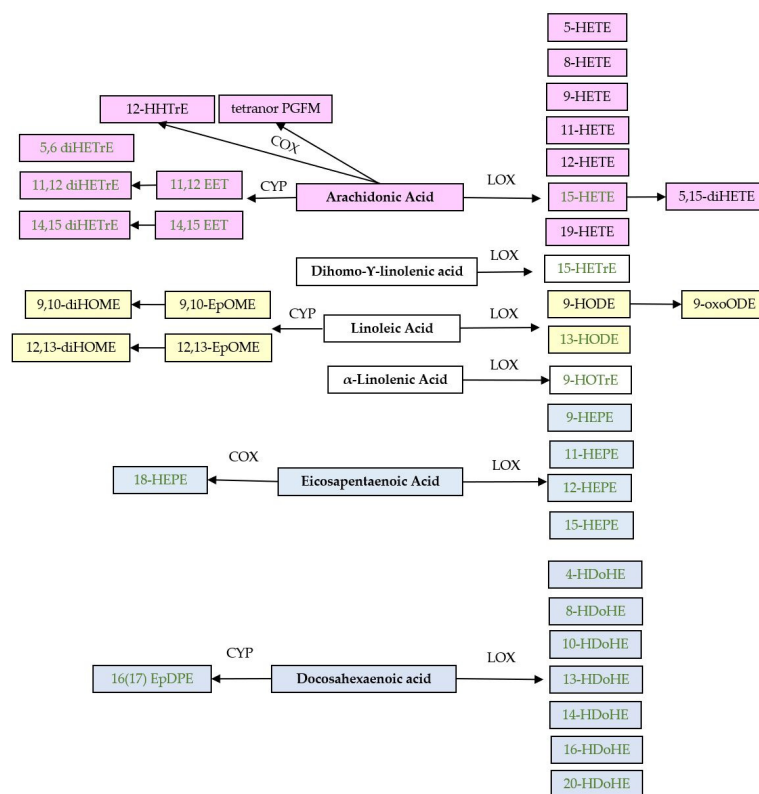 5-HETE
8-HETE
9-HETE
12-HHTrE
tetranor PGFM
11-HETE
COX
5,6 diHETrE
12-HETE
11,12 diHETrE
11,12 EET
CYP
Arachidonic Acid
LOX
15-HETE
5,15-diHETE
14,15 diHETrE
14,15 EET
19-HETE
Dihomo-ϒ-linolenic acid
LOX
15-HETrE
9,10-diHOME
9,10-EpOME
CYP
Linoleic Acid
LOX
9-HODE
9-oxoODE
12,13-diHOME
12,13-EpOME
13-HODE
α-Linolenic Acid
LOX
9-HOTrE
9-HEPE
11-HEPE
18-HEPE
COX
Eicosapentaenoic Acid
LOX
12-HEPE
15-HEPE
4-HDoHE
8-HDoHE
10-HDoHE
16(17) EpDPE
CYP
Docosahexaenoic acid
LOX
13-HDoHE
14-HDoHE
16-HDoHE
20-HDoHE